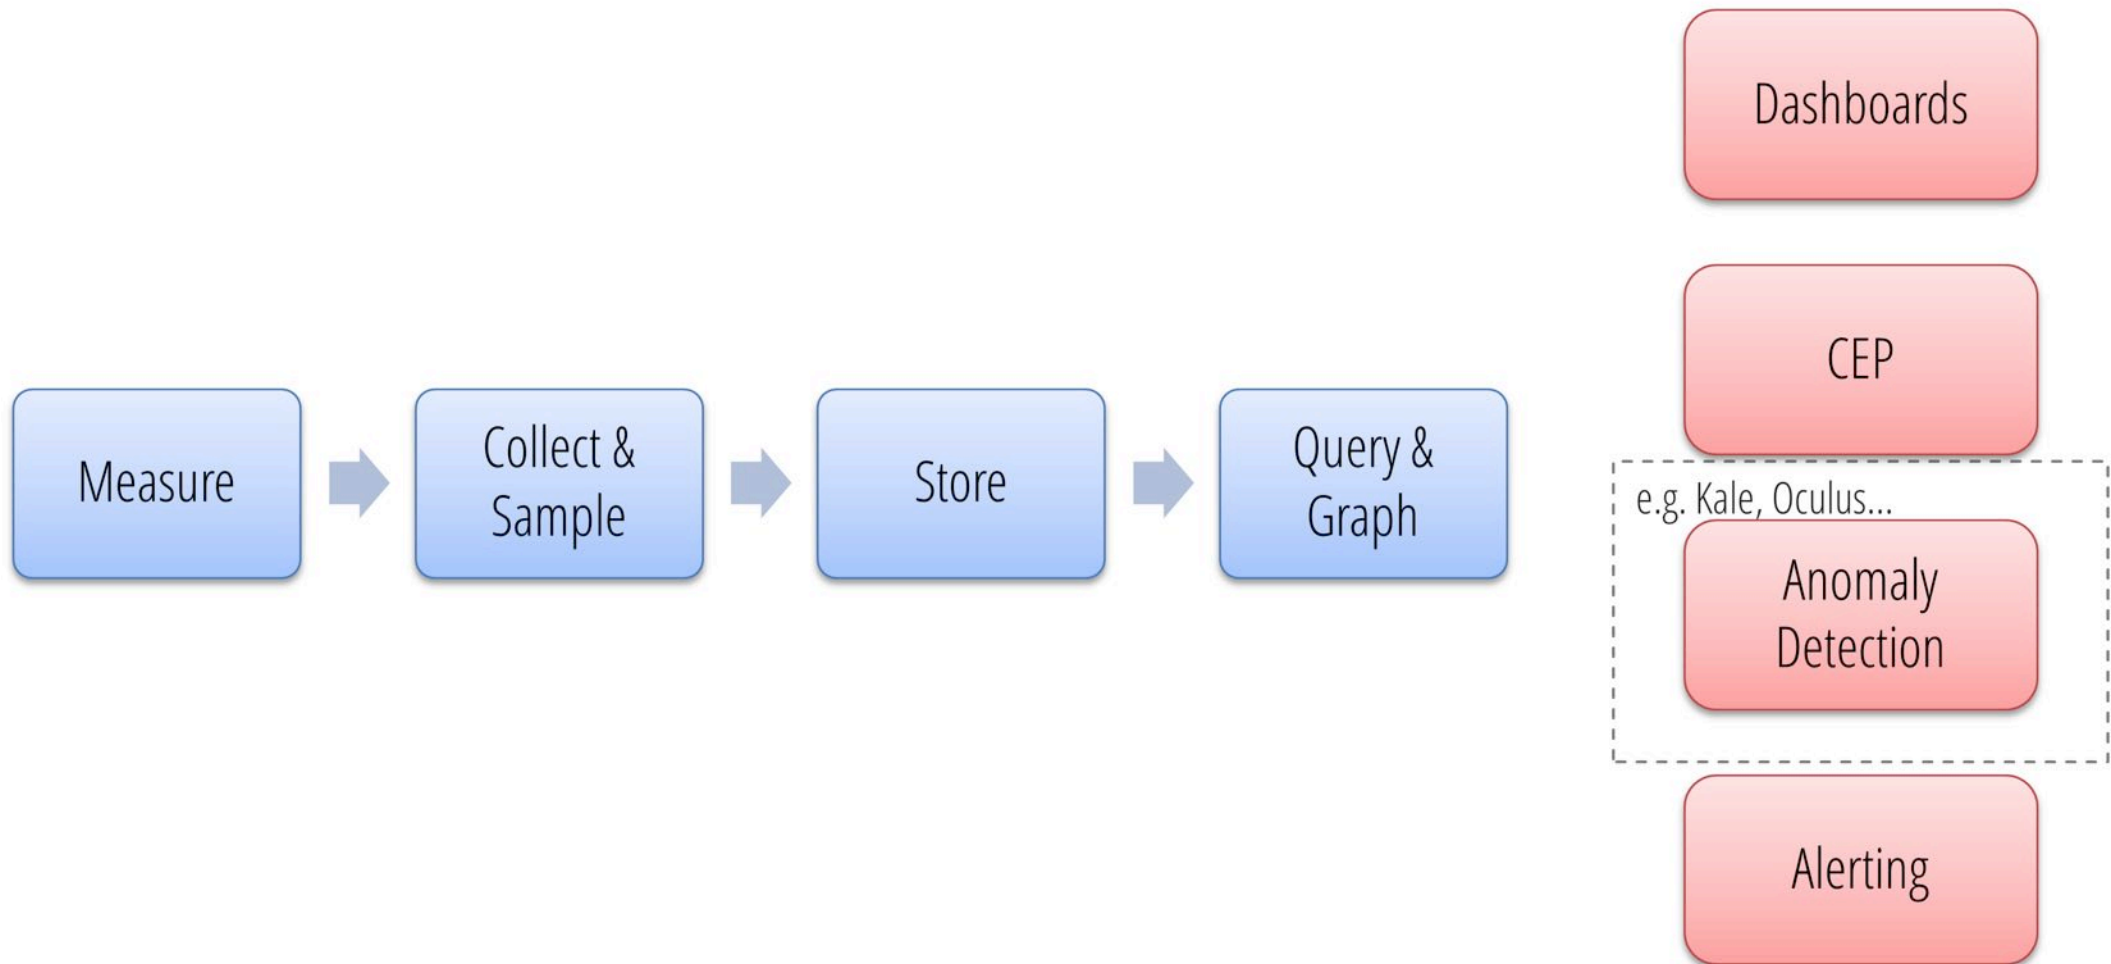 Dashboards
CEP
Measure
Collect &
Sample
Store
Query &
Graph
e.g. Kale, Oculus...
Anomaly
Detection
Alerting